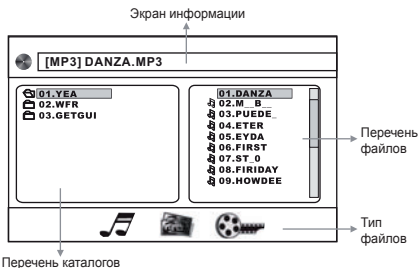 Экран информации
[MP3] DANZA.MP3
01.YEA
02.WFR
03.GETGUI
01.DANZA
02.M__B__
03.PUEDE_
04.ETER
05.EYDA
06.FIRST
07.ST_0
08.FIRIDAY
09.HOWDEE
Перечень
файлов
Тип
файлов
Перечень каталогов